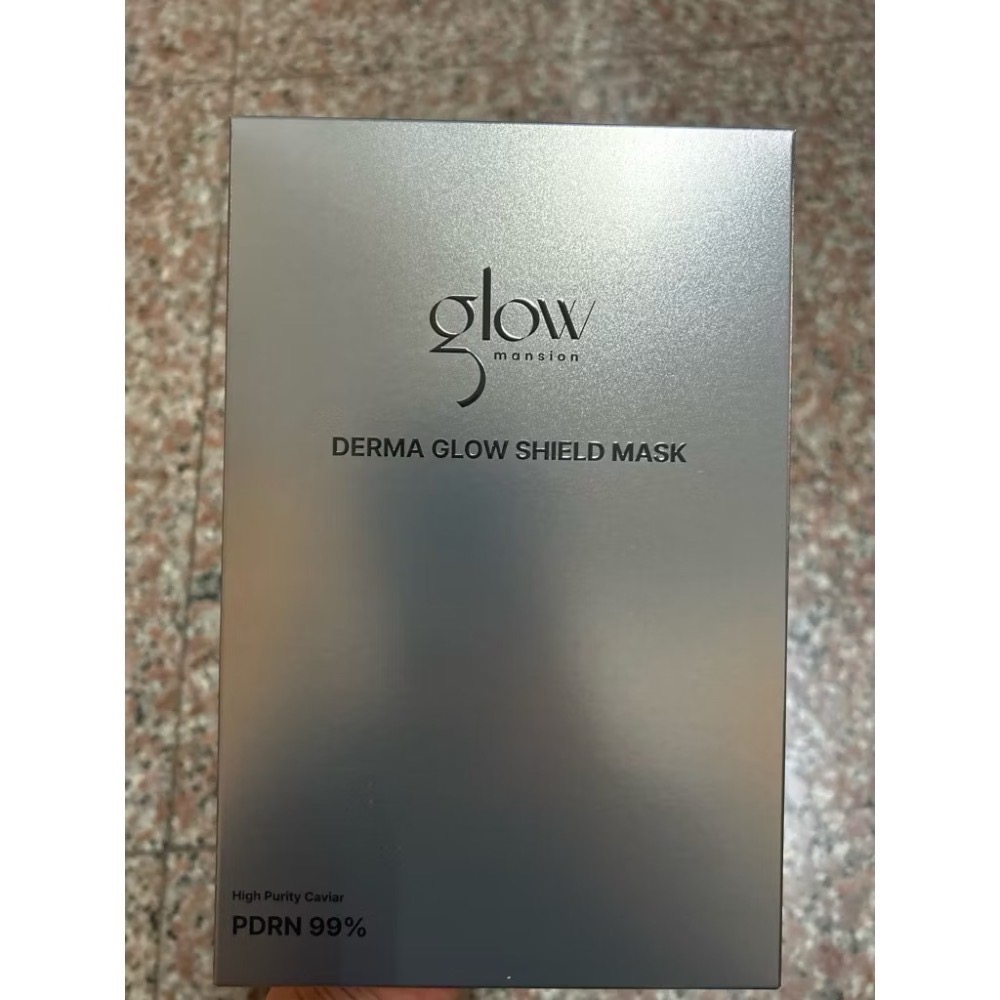 glow
mansion
DERMA GLOW SHIELD MASK
High Purity Caviar
PDRN 99%